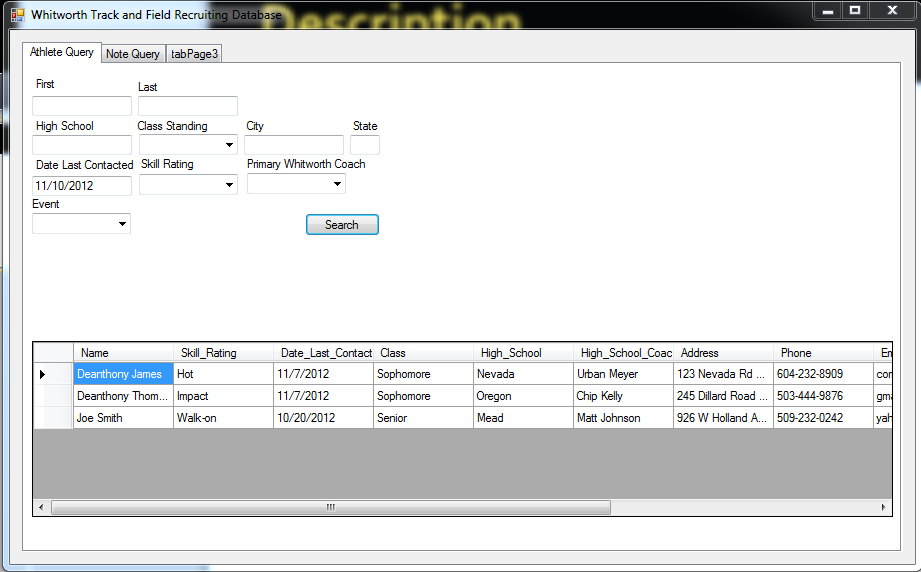 Description
Whitworth Track and Field Recruiting Database
Athlete Query Note Query tabPage3
First Last
High School Class Standing City State
Date Last Contacted Skill Rating Primary Whitworth Coach
11/10/2012
Event
Search
Name Skill_Rating Date_Last_Contact Class High_School High_School_Coac Address Phone En
Deanthony James Hot 11/7/2012 Sophomore Nevada Urban Meyer 123 Nevada Rd ... 604-232-8909 cor
Deanthony Thom... Impact 11/7/2012 Sophomore Oregon Chip Kelly 245 Dillard Road ... 503-444-9876 gma
Joe Smith Walk-on 10/20/2012 Senior Mead Matt Johnson 926 W Holland A... 509-232-0242 yah